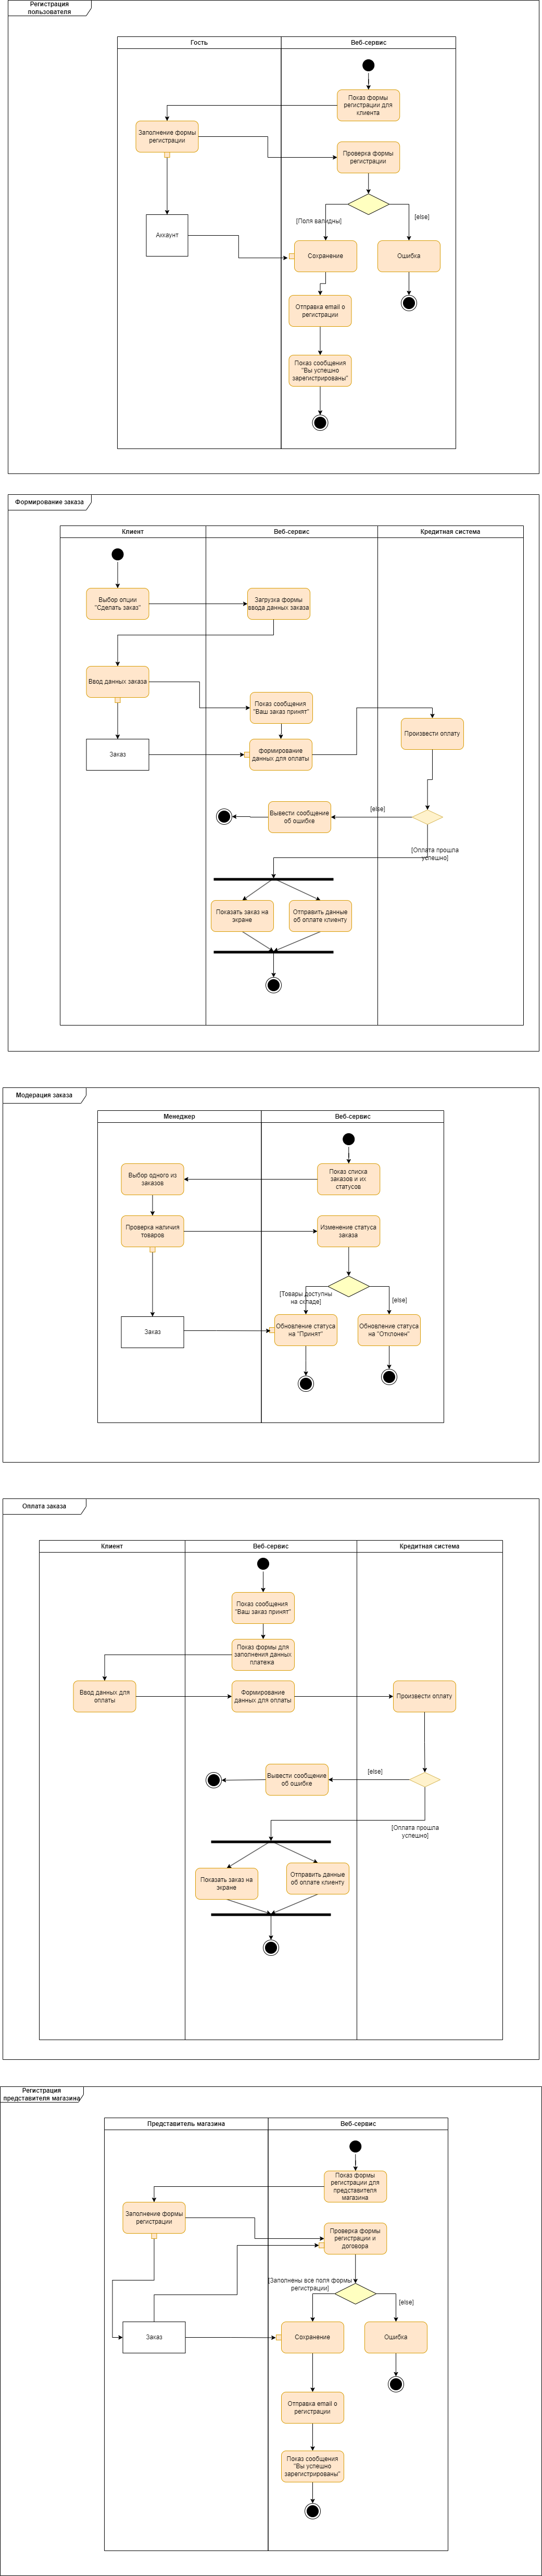 Регистрация
пользователя
Гость
Веб-сервис
Показ формы
регистрации для
клиента
Заполнение формы
регистрации
Проверка формы
регистрации
[Поля валидны]
[else]
Аккаунт
Сохранение
Ошибка
Отправка email о
регистрации
Показ сообщения
"Вы успешно
зарегистрированы"
Формирование заказа
Клиент
Веб-сервис
Кредитная система
Выбор опции
"Сделать заказ"
Загрузка формы
ввода данных заказа
Ввод данных заказа
Показ сообщения
"Ваш заказ принят"
Произвести оплату
Заказ
формирование
данных для оплаты
[else]
Вывести сообщение
об ошибке
[Оплата прошла
успешно]
Показать заказ на
экране
Отправить данные
об оплате клиенту
Модерация заказа
Менеджер
Веб-сервис
Выбор одного из
заказов
Показ списка
заказов и их
статусов
Проверка наличия
товаров
Изменение статуса
заказа
[Товары доступны
на складе]
[else]
Заказ
Обновление статуса
на "Принят"
Обновление статуса
на "Отклонен"
Оплата заказа
Клиент
Веб-сервис
Кредитная система
Показ сообщения
"Ваш заказ принят"
Показ формы для
заполнения данных
платежа
Ввод данных для
оплаты
Формирование
данных для оплаты
Произвести оплату
Вывести сообщение
об ошибке
[else]
[Оплата прошла
успешно]
Показать заказ на
экране
Отправить данные
об оплате клиенту
Регистрация
представителя магазина
Представитель магазина
Веб-сервис
Показ формы
регистрации для
представителя
магазина
Заполнение формы
регистрации
Проверка формы
регистрации и
договора
[Заполнены все поля формы
регистрации]
[else]
Заказ
Сохранение
Ошибка
Отправка email о
регистрации
Показ сообщения
"Вы успешно
зарегистрированы"